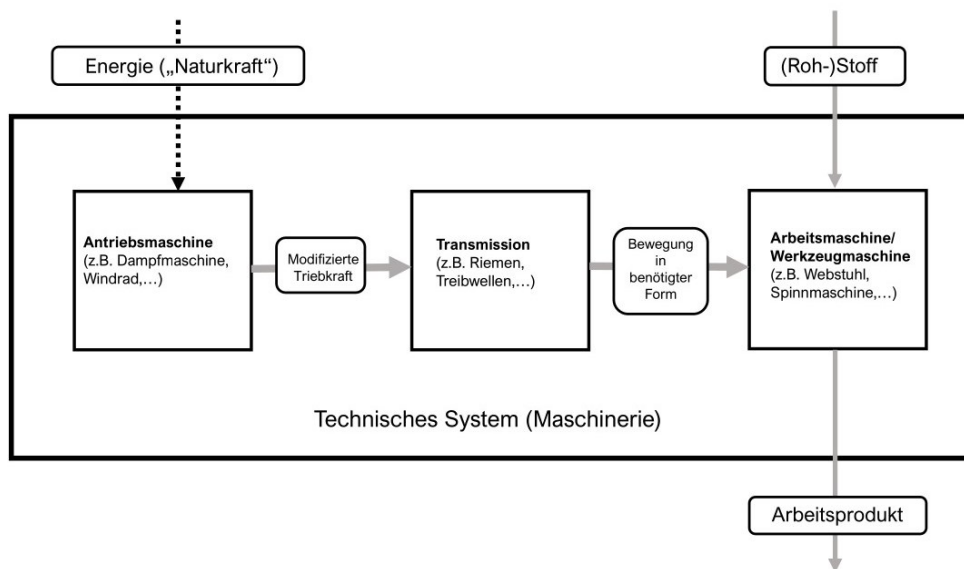 Energie („Naturkraft“)
(Roh-)Stoff
Antriebsmaschine
(z.B. Dampfmaschine,
Windrad,…)
Modifizierte
Triebkraft
Transmission
(z.B. Riemen,
Treibwellen,…)
Bewegung
in
benötigter
Form
Arbeitsmaschine/
Werkzeugmaschine
(z.B. Webstuhl,
Spinnmaschine,…)
Technisches System (Maschinerie)
Arbeitsprodukt